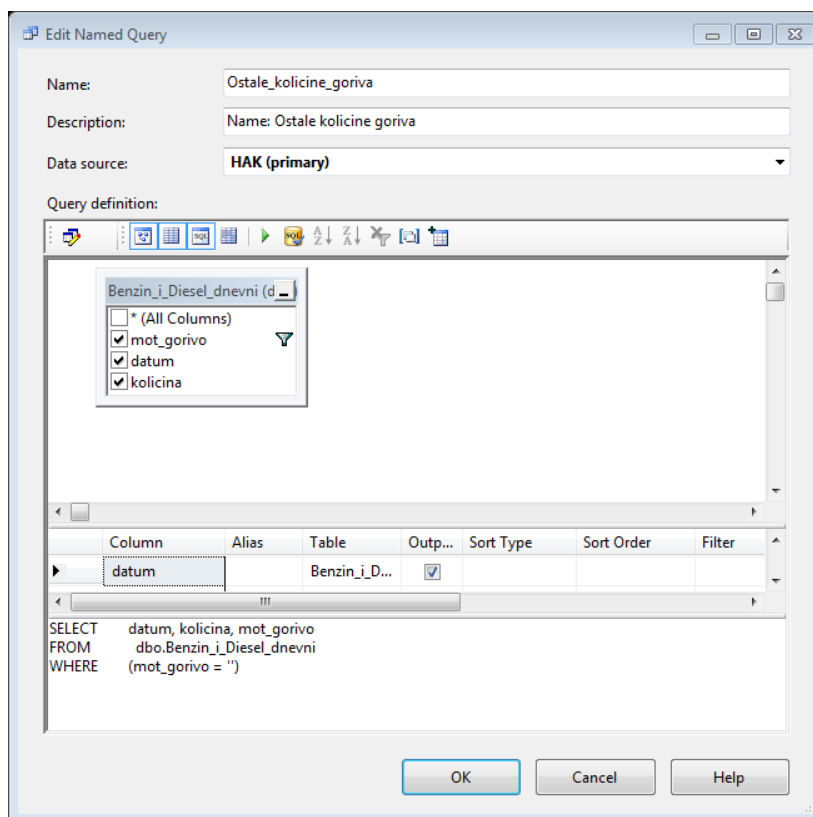 Edit Named Query
Name: Ostale_kolicine_goriva
Description: Name: Ostale kolicine goriva
Data source: HAK (primary)
Query definition:
SQL SQL
Benzin_i_Diesel_dnevni (d
* (All Columns)
mot_gorivo
datum
kolicina
Column Alias Table Outp... Sort Type Sort Order Filter
datum Benzin_i_D...
SELECT datum, kolicina, mot_gorivo
FROM dbo.Benzin_i_Diesel_dnevni
WHERE (mot_gorivo = '')
OK Cancel Help